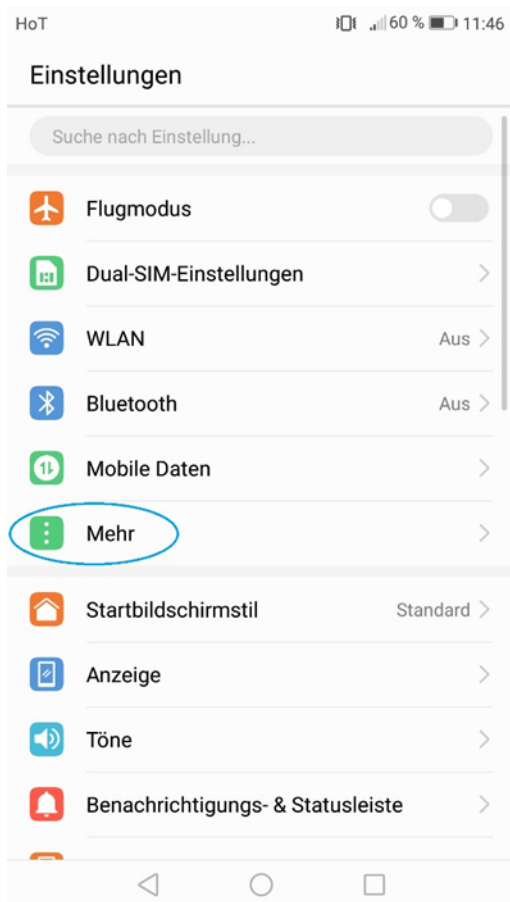 HoT 60 % 11:46
Einstellungen
Suche nach Einstellung...
Flugmodus
Dual-SIM-Einstellungen
WLAN Aus
Bluetooth Aus
Mobile Daten
Mehr
Startbildschirmstil Standard
Anzeige
Töne
Benachrichtigungs- & Statusleiste